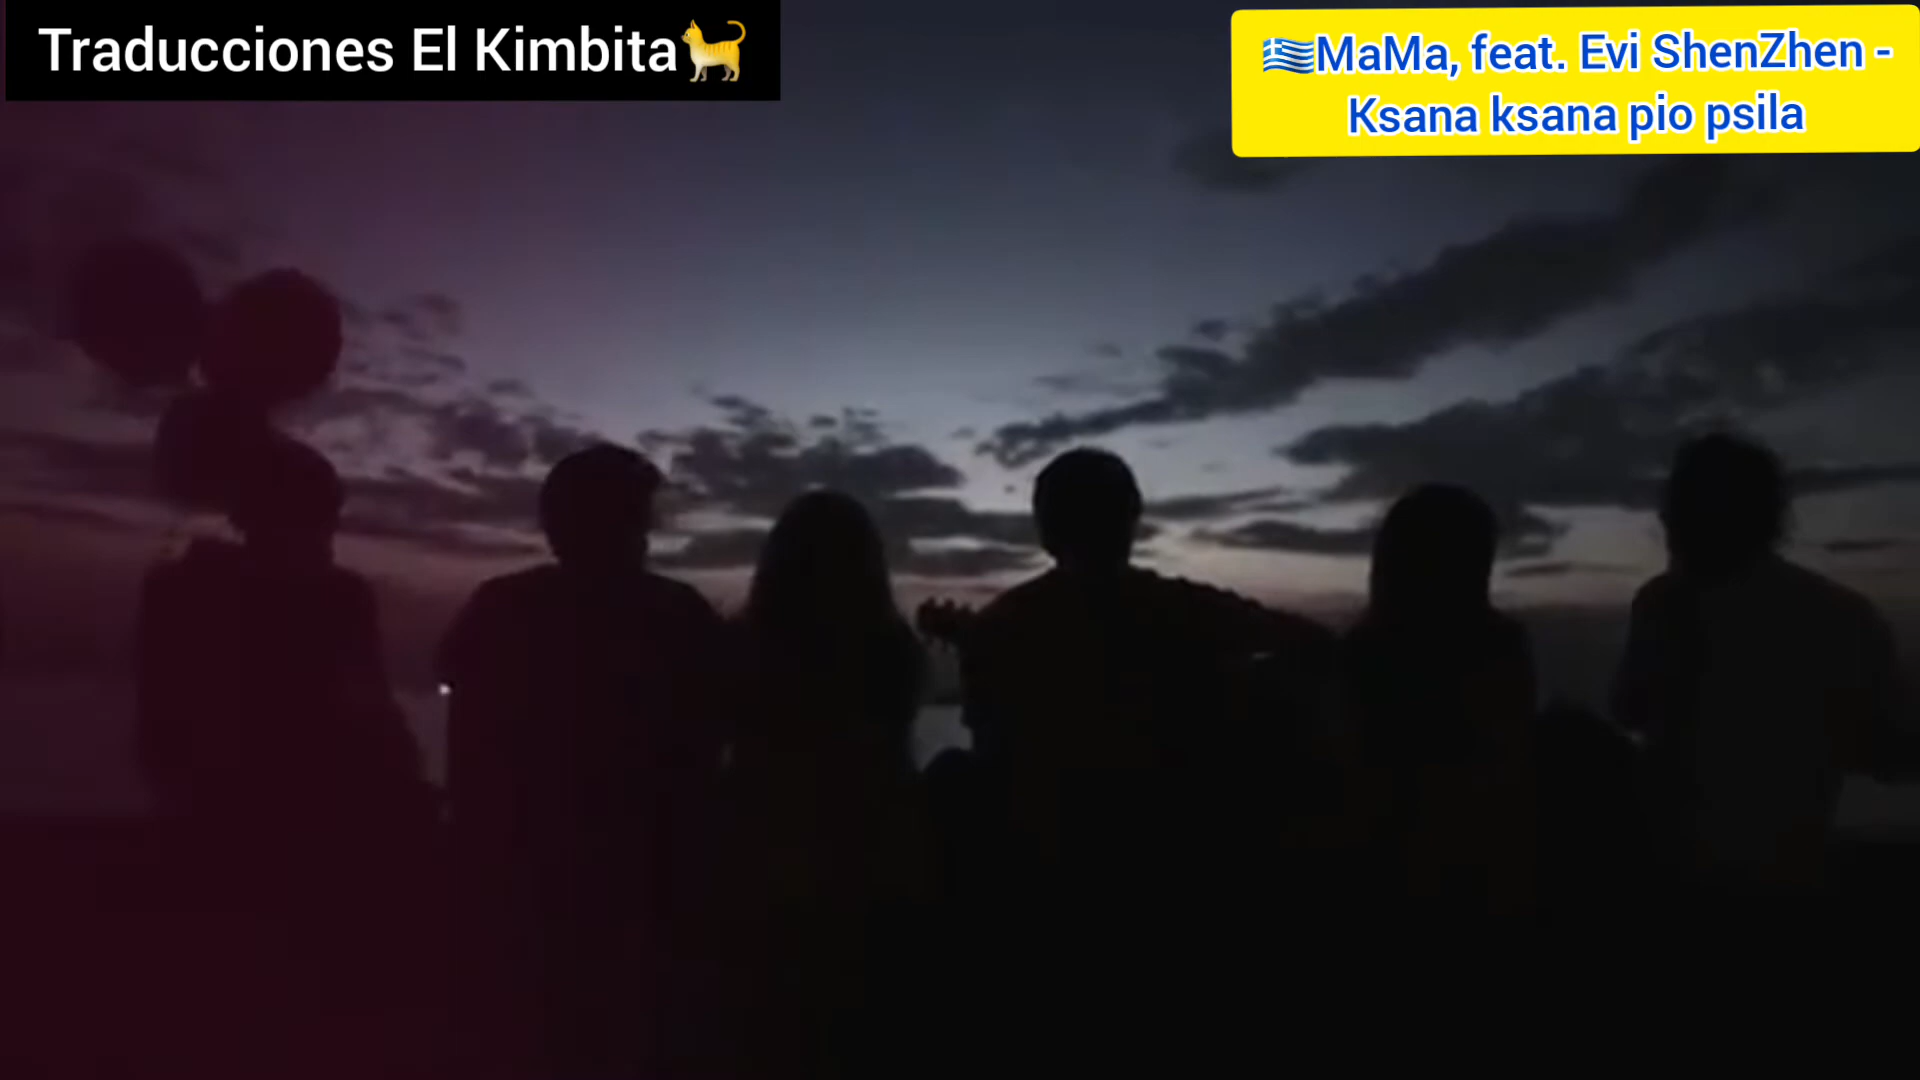 Traducciones El Kimbita🐈
🇬🇷MaMa, feat. Evi ShenZhen -
Ksana ksana pio psila